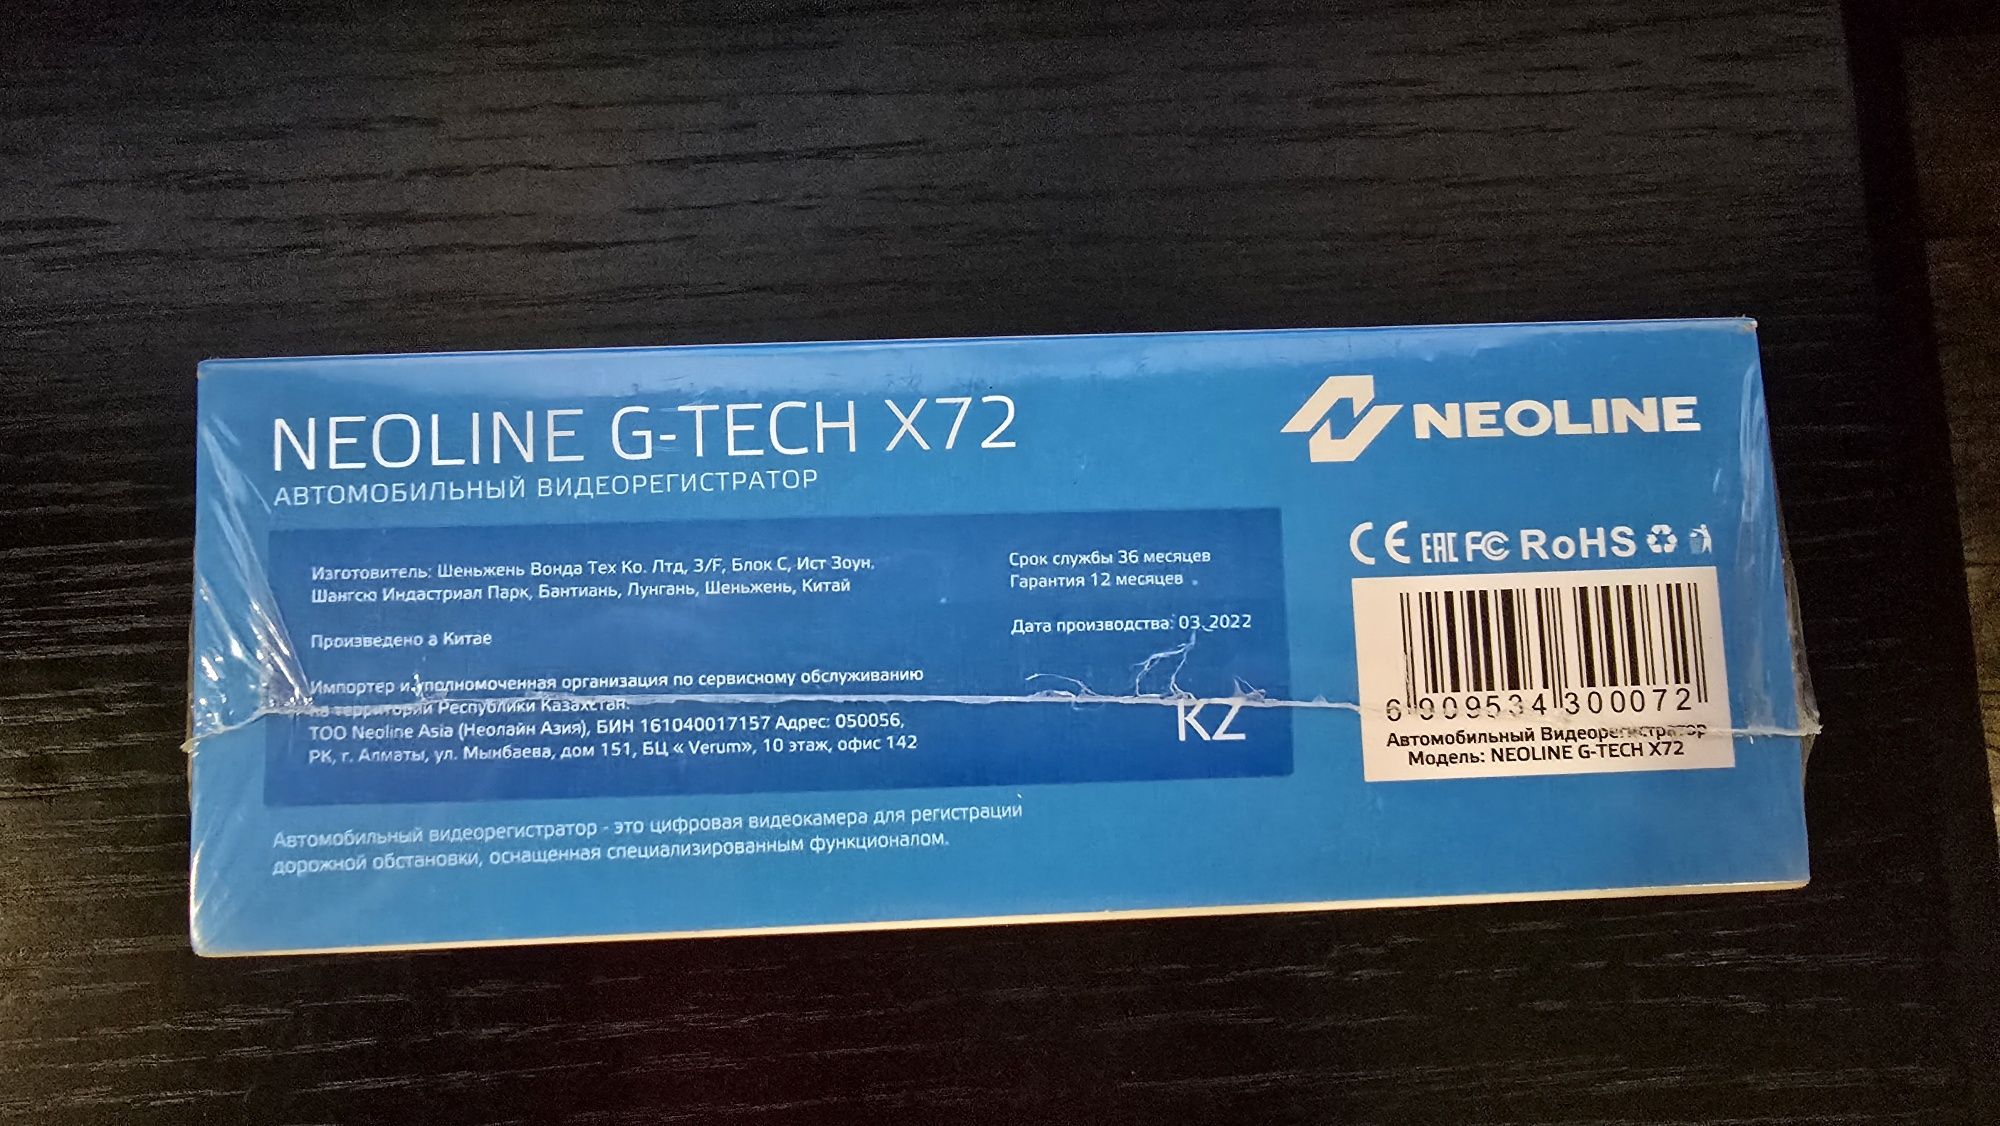 NEOLINE G-TECH X72
АВТОМОБИЛЬНЫЙ ВИДЕОРЕГИСТРАТОР
NEOLINE
Изготовитель: Шеньжень Вонда Тех Ко. Лтд, 3/F, Блок С, Ист Зоун,
Шангсю Индастриал Парк, Бантиань, Лунгань, Шеньжень, Китай
Произведено в Китае
Импортер и уполномоченная организация по сервисному обслуживанию
на территории Республики Казахстан:
ТОО Neoline Asia (Неолайн Азия), БИН 161040017157 Адрес: 050056,
РК, г. Алматы, ул. Мынбаева, дом 151, БЦ « Verum», 10 этаж, офис 142
Срок службы 36 месяцев
Гарантия 12 месяцев
Дата производства: 03.2022
KZ
CE EAC FC RoHS
6 909534 300072
Автомобильный Видеорегистратор
Модель: NEOLINE G-TECH X72
Автомобильный видеорегистратор - это цифровая видеокамера для регистрации
дорожной обстановки, оснащенная специализированным функционалом.